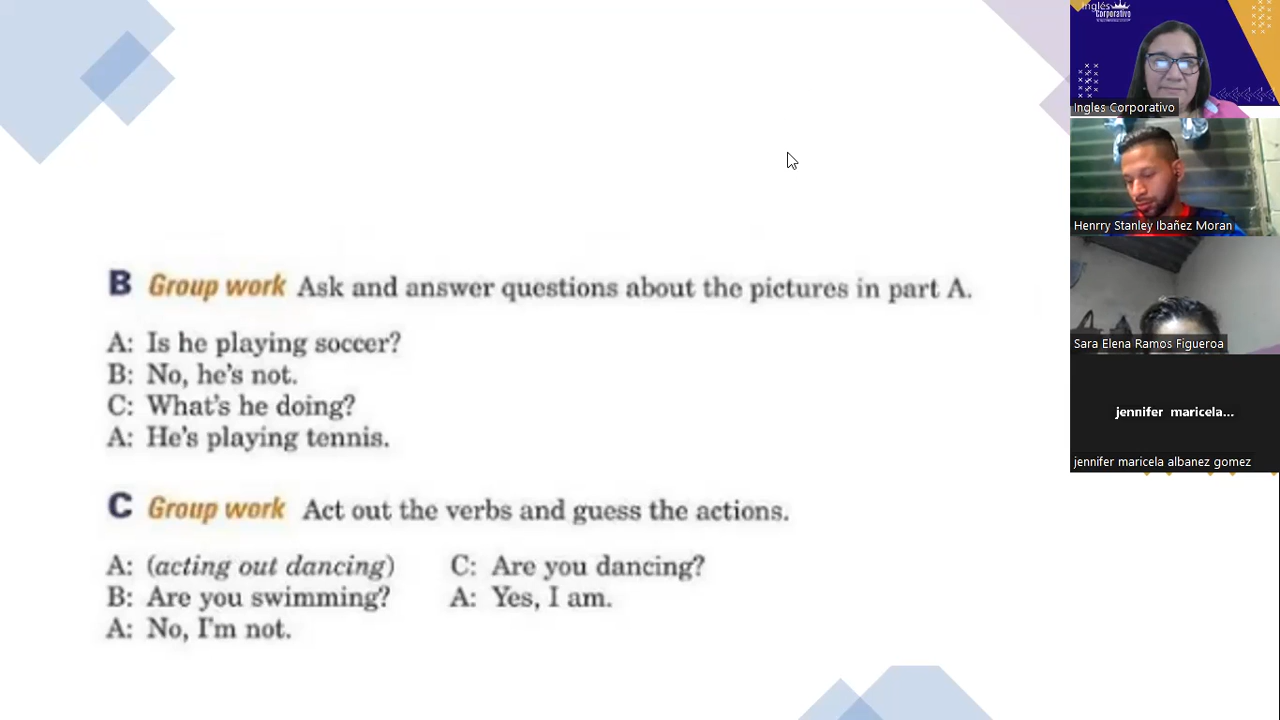 B Group work Ask and answer questions about the pictures in part A.
A: Is he playing soccer?
B: No, he's not.
C: What's he doing?
A: He's playing tennis.
C Group work Act out the verbs and guess the actions.
A: (acting out dancing)
B: Are you swimming?
A: No, I'm not.
C: Are you dancing?
A: Yes, I am.
Inglés
corporativo
Ingles Corporativo
Henrry Stanley Ibañez Moran
Sara Elena Ramos Figueroa
jennifer maricela...
jennifer maricela albanez gomez